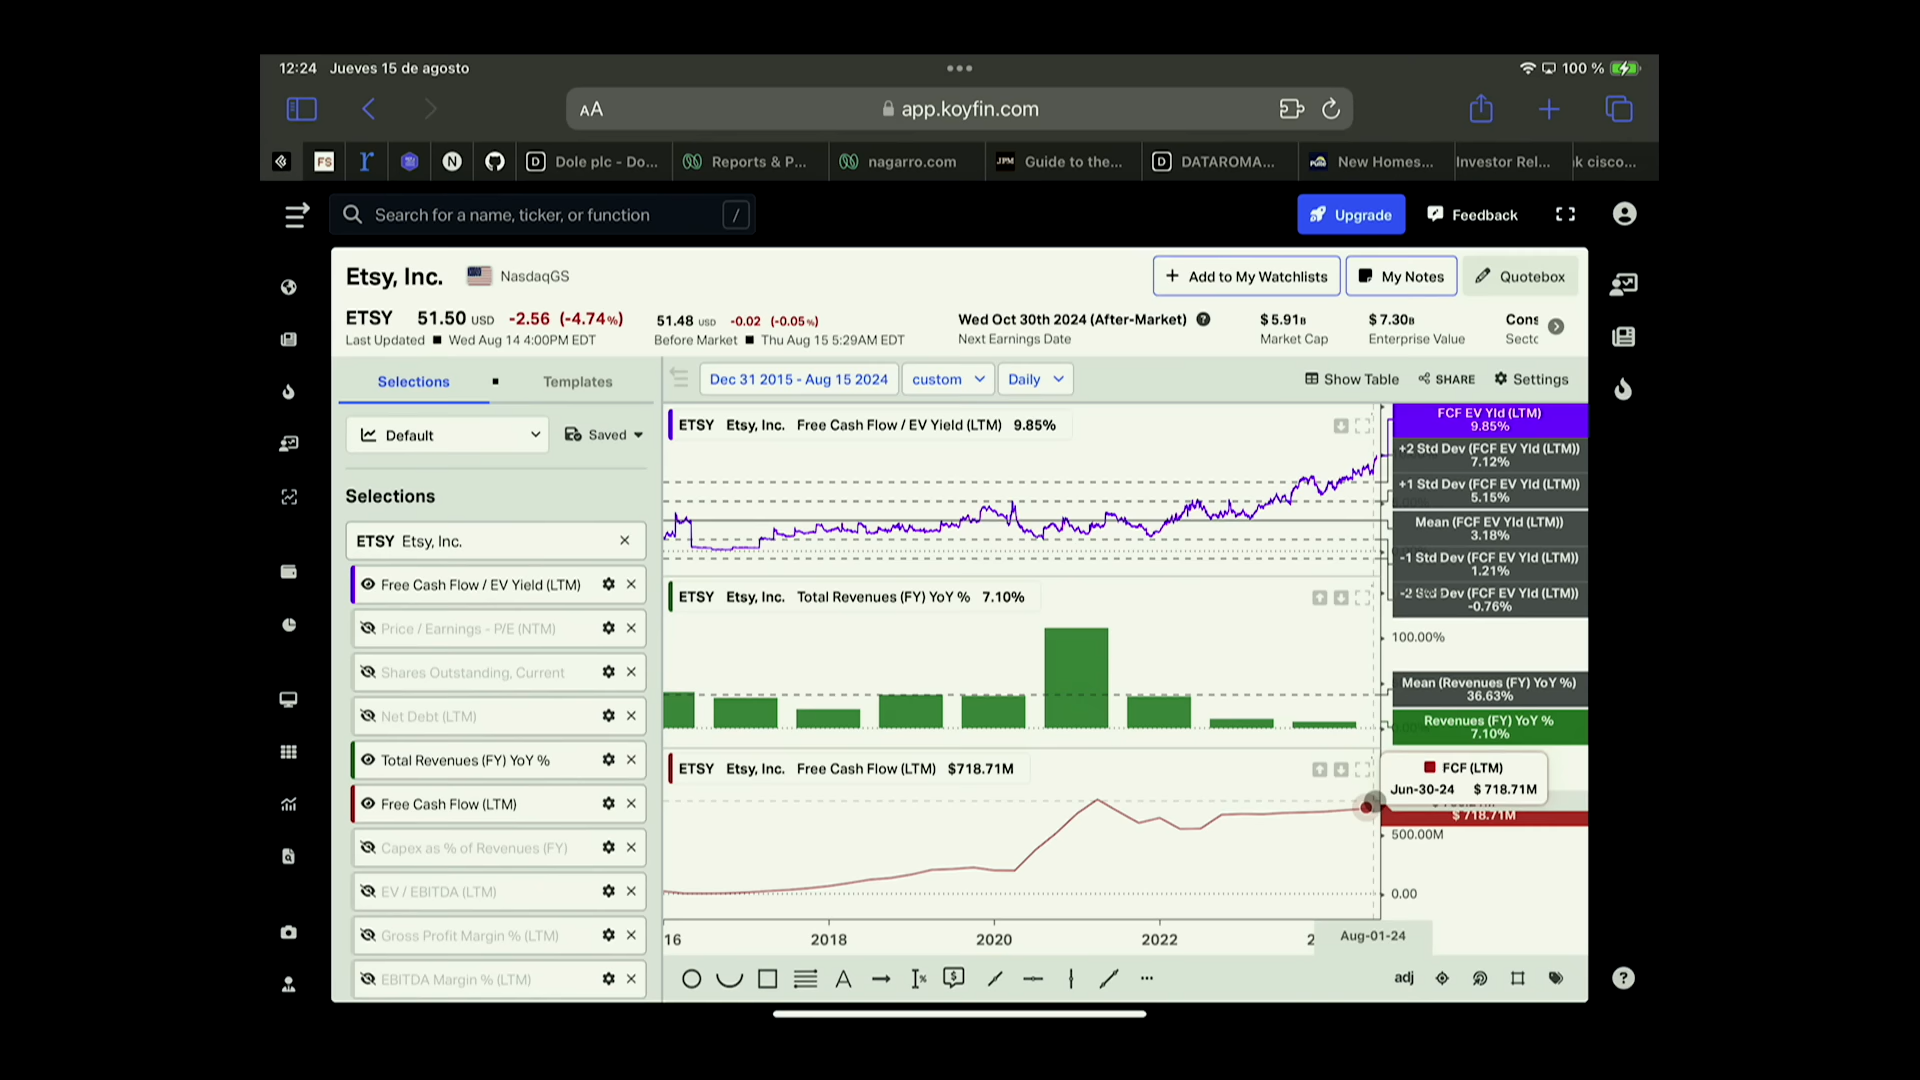 12:24 Jueves 15 de agosto
100 %
AA
app.koyfin.com
FS
r
N
D Dole plc - Do...
Reports & P...
nagarro.com
JPM Guide to the...
D DATAROMA...
New Homes...
Investor Rel...
k cisco...
Search for a name, ticker, or function /
Upgrade
Feedback
Etsy, Inc. NasdaqGS
+ Add to My Watchlists
My Notes
Quotebox
ETSY 51.50 USD -2.56 (-4.74%)
Last Updated Wed Aug 14 4:00PM EDT
51.48 USD -0.02 (-0.05%)
Before Market Thu Aug 15 5:29AM EDT
Wed Oct 30th 2024 (After-Market) ?
Next Earnings Date
$ 5.91B
Market Cap
$ 7.30B
Enterprise Value
Cons
Secto
Selections
Templates
Dec 31 2015 - Aug 15 2024
custom
Daily
Show Table
SHARE
Settings
Default
Saved
Selections
ETSY Etsy, Inc.
Free Cash Flow / EV Yield (LTM)
Price / Earnings - P/E (NTM)
Shares Outstanding, Current
Net Debt (LTM)
Total Revenues (FY) YoY %
Free Cash Flow (LTM)
Capex as % of Revenues (FY)
EV / EBITDA (LTM)
Gross Profit Margin % (LTM)
EBITDA Margin % (LTM)
ETSY Etsy, Inc. Free Cash Flow / EV Yield (LTM) 9.85%
FCF EV Yld (LTM)
9.85%
+2 Std Dev (FCF EV Yld (LTM))
7.12%
+1 Std Dev (FCF EV Yld (LTM))
5.15%
Mean (FCF EV Yld (LTM))
3.18%
-1 Std Dev (FCF EV Yld (LTM))
1.21%
-2 Std Dev (FCF EV Yld (LTM))
-0.76%
ETSY Etsy, Inc. Total Revenues (FY) YoY % 7.10%
100.00%
Mean (Revenues (FY) YoY %)
36.63%
Revenues (FY) YoY %
7.10%
ETSY Etsy, Inc. Free Cash Flow (LTM) $718.71M
FCF (LTM)
Jun-30-24 $ 718.71M
$ 718.71M
500.00M
0.00
16
2018
2020
2022
2
Aug-01-24
A
%
$
adj
?